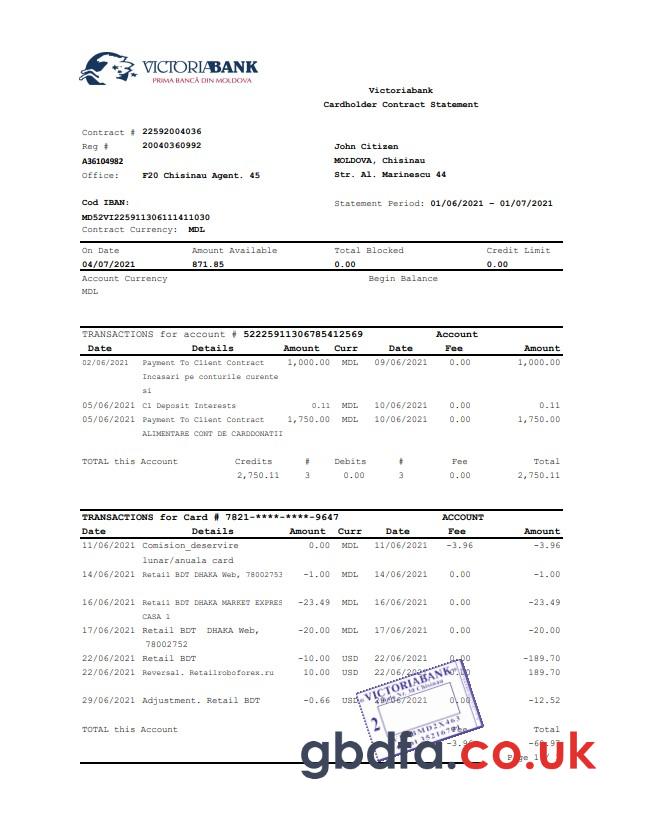 VICTORIABANK
PRIMA BANCĂ DIN MOLDOVA
Victoriabank
Cardholder Contract Statement
Contract # 22592004036
Reg # 20040360992
A36104982
Office: F20 Chisinau Agent. 45
John Citizen
MOLDOVA, Chisinau
Str. Al. Marinescu 44
Cod IBAN:
MD52VI225911306111411030
Contract Currency: MDL
Statement Period: 01/06/2021 – 01/07/2021
On Date Amount Available Total Blocked Credit Limit
04/07/2021 871.85 0.00 0.00
Account Currency Begin Balance
MDL
TRANSACTIONS for account # 52225911306785412569 Account
Date Details Amount Curr Date Fee Amount
02/06/2021 Payment To Client Contract 1,000.00 MDL 09/06/2021 0.00 1,000.00
Incasari pe conturile curente
si
05/06/2021 C1 Deposit Interests 0.11 MDL 10/06/2021 0.00 0.11
05/06/2021 Payment To Client Contract 1,750.00 MDL 10/06/2021 0.00 1,750.00
ALIMENTARE CONT DE CARDDONATII
TOTAL this Account Credits # Debits # Fee Total
2,750.11 3 0.00 3 0.00 2,750.11
TRANSACTIONS for Card # 7821-****-****-9647 ACCOUNT
Date Details Amount Curr Date Fee Amount
11/06/2021 Comision_deservire 0.00 MDL 11/06/2021 -3.96 -3.96
lunar/anuala card
14/06/2021 Retail BDT DHAKA Web, 78002753 -1.00 MDL 14/06/2021 0.00 -1.00
16/06/2021 Retail BDT DHAKA MARKET EXPRES -23.49 MDL 16/06/2021 0.00 -23.49
CASA 1
17/06/2021 Retail BDT DHAKA Web, -20.00 MDL 17/06/2021 0.00 -20.00
78002752
22/06/2021 Retail BDT -10.00 USD 22/06/2021 0.00 -189.70
22/06/2021 Reversal. Retailroboforex.ru 10.00 USD 22/06/2021 0.00 189.70
29/06/2021 Adjustment. Retail BDT -0.66 USD 0.00 -12.52
VICTORIABANK
2
TOTAL this Account Fee Total
-3.96
Page
gbdfa.co.uk